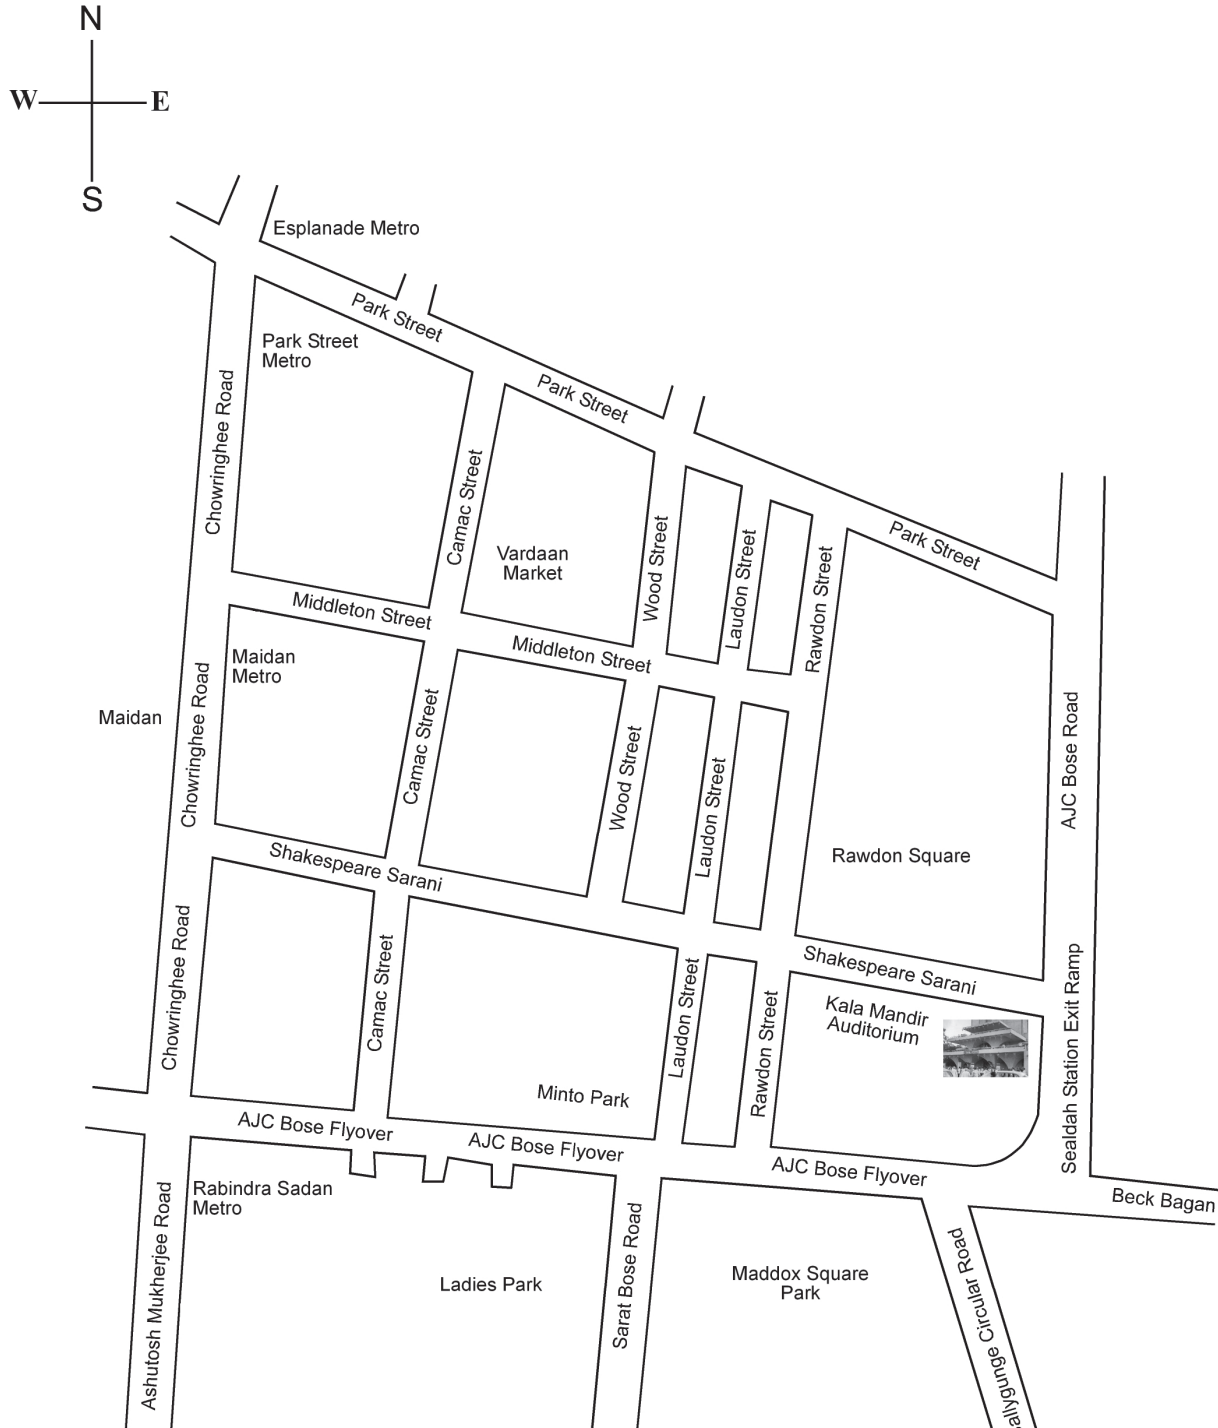 N
W
E
S
Esplanade Metro
Park Street
Park Street
Metro
Park Street
Chowringhee Road
Camac Street
Vardaan
Market
Wood Street
Laudon Street
Rawdon Street
Park Street
Middleton Street
Middleton Street
Maidan
Metro
Maidan
Chowringhee Road
Camac Street
Wood Street
Laudon Street
AJC Bose Road
Rawdon Square
Shakespeare Sarani
Chowringhee Road
Camac Street
Laudon Street
Rawdon Street
Shakespeare Sarani
Kala Mandir
Auditorium
Sealdah Station Exit Ramp
Minto Park
AJC Bose Flyover
AJC Bose Flyover
AJC Bose Flyover
Beck Bagan
Rabindra Sadan
Metro
Ashutosh Mukherjee Road
Ladies Park
Sarat Bose Road
Maddox Square
Park
allygunge Circular Road